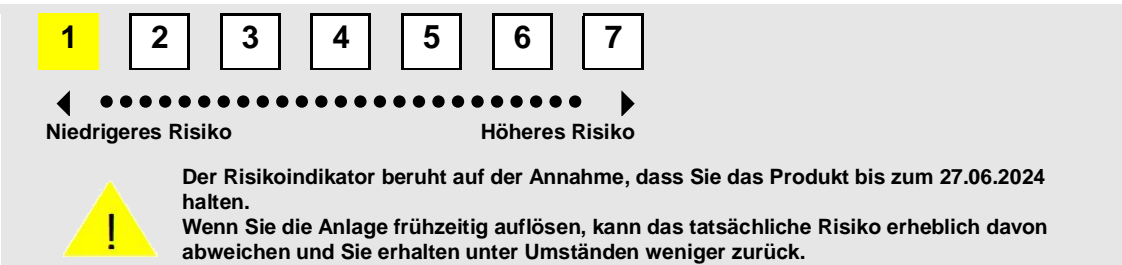 1 2 3 4 5 6 7
Niedrigeres Risiko Höheres Risiko
Der Risikoindikator beruht auf der Annahme, dass Sie das Produkt bis zum 27.06.2024
halten.
Wenn Sie die Anlage frühzeitig auflösen, kann das tatsächliche Risiko erheblich davon
! abweichen und Sie erhalten unter Umständen weniger zurück.